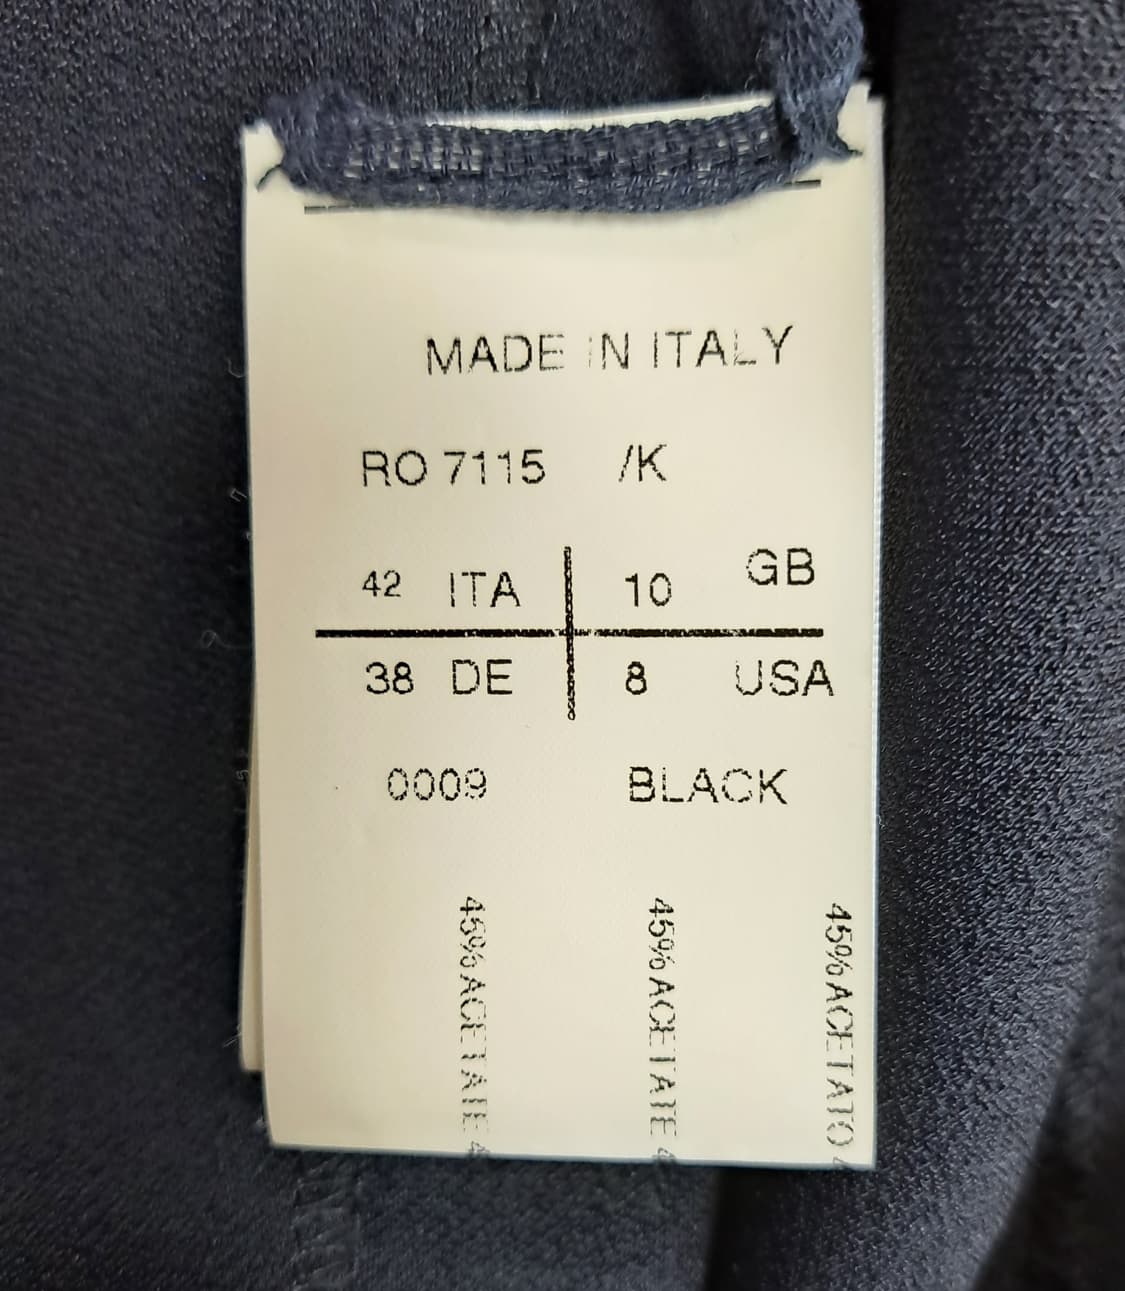 MADE IN ITALY
RO 7115 /K
42 ITA 10 GB
38 DE 8 USA
0009 BLACK
45% ACETATO
45% ACETATE
45% ACETATE